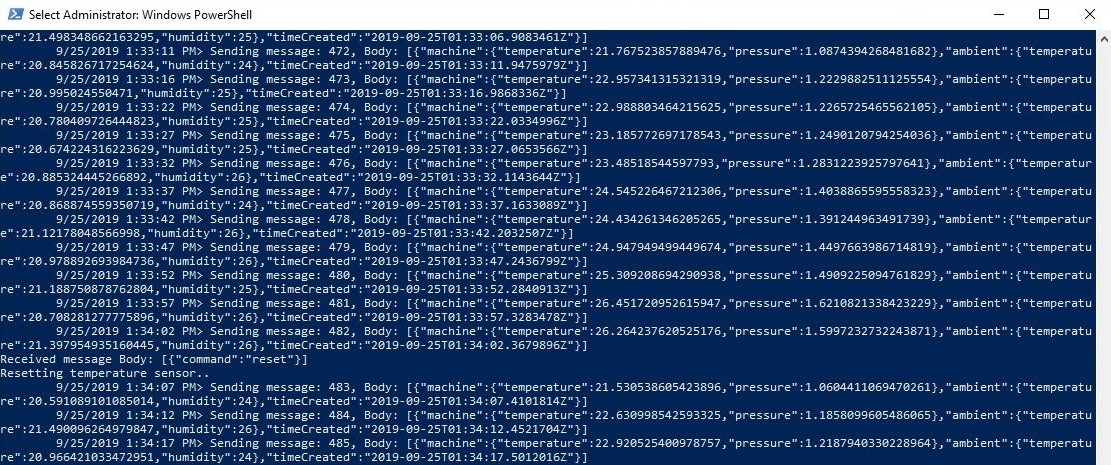 Select Administrator: Windows PowerShell
re":21.498348662163295,"humidity":25},"timeCreated":"2019-09-25T01:33:06.9083461Z"}]
9/25/2019 1:33:11 PM> Sending message: 472, Body: [{"machine":{"temperature":21.767523857889476,"pressure":1.0874394268481682},"ambient":{"temperatu
re":20.845826717254624,"humidity":24},"timeCreated":"2019-09-25T01:33:11.9475979Z"}]
9/25/2019 1:33:16 PM> Sending message: 473, Body: [{"machine":{"temperature":22.957341315321319,"pressure":1.2229882511125554},"ambient":{"temperatu
re":20.995024550471,"humidity":25},"timeCreated":"2019-09-25T01:33:16.9868336Z"}]
9/25/2019 1:33:22 PM> Sending message: 474, Body: [{"machine":{"temperature":22.988803464215625,"pressure":1.2265725465562105},"ambient":{"temperatu
re":20.780409726444823,"humidity":25},"timeCreated":"2019-09-25T01:33:22.0334996Z"}]
9/25/2019 1:33:27 PM> Sending message: 475, Body: [{"machine":{"temperature":23.185772697178543,"pressure":1.2490120794254036},"ambient":{"temperatu
re":20.674224316223629,"humidity":25},"timeCreated":"2019-09-25T01:33:27.0653566Z"}]
9/25/2019 1:33:32 PM> Sending message: 476, Body: [{"machine":{"temperature":23.48518544597793,"pressure":1.2831223925797641},"ambient":{"temperatur
e":20.885324445266892,"humidity":26},"timeCreated":"2019-09-25T01:33:32.1143644Z"}]
9/25/2019 1:33:37 PM> Sending message: 477, Body: [{"machine":{"temperature":24.545226467212306,"pressure":1.4038865595558323},"ambient":{"temperatu
re":20.868874559350719,"humidity":24},"timeCreated":"2019-09-25T01:33:37.1633089Z"}]
9/25/2019 1:33:42 PM> Sending message: 478, Body: [{"machine":{"temperature":24.434261346205265,"pressure":1.391244963491739},"ambient":{"temperatur
e":21.12178048566998,"humidity":26},"timeCreated":"2019-09-25T01:33:42.2032507Z"}]
9/25/2019 1:33:47 PM> Sending message: 479, Body: [{"machine":{"temperature":24.947949499449674,"pressure":1.4497663986714819},"ambient":{"temperatu
re":20.978892693984736,"humidity":26},"timeCreated":"2019-09-25T01:33:47.2436799Z"}]
9/25/2019 1:33:52 PM> Sending message: 480, Body: [{"machine":{"temperature":25.309208694290938,"pressure":1.4909225094761829},"ambient":{"temperatu
re":21.188750878762804,"humidity":25},"timeCreated":"2019-09-25T01:33:52.2840913Z"}]
9/25/2019 1:33:57 PM> Sending message: 481, Body: [{"machine":{"temperature":26.451720952615947,"pressure":1.6210821338423229},"ambient":{"temperatu
re":20.708281277775896,"humidity":26},"timeCreated":"2019-09-25T01:33:57.3283478Z"}]
9/25/2019 1:34:02 PM> Sending message: 482, Body: [{"machine":{"temperature":26.264237620525176,"pressure":1.5997232732243871},"ambient":{"temperatu
re":21.397954935160445,"humidity":26},"timeCreated":"2019-09-25T01:34:02.3679896Z"}]
Received message Body: [{"command":"reset"}]
Resetting temperature sensor..
9/25/2019 1:34:07 PM> Sending message: 483, Body: [{"machine":{"temperature":21.530538605423896,"pressure":1.0604411069470261},"ambient":{"temperatu
re":20.591089101085014,"humidity":24},"timeCreated":"2019-09-25T01:34:07.4101814Z"}]
9/25/2019 1:34:12 PM> Sending message: 484, Body: [{"machine":{"temperature":22.630998542593325,"pressure":1.1858099605486065},"ambient":{"temperatu
re":21.490096264979847,"humidity":26},"timeCreated":"2019-09-25T01:34:12.4521704Z"}]
9/25/2019 1:34:17 PM> Sending message: 485, Body: [{"machine":{"temperature":22.920525400978757,"pressure":1.2187940330228964},"ambient":{"temperatu
re":20.966421033472951,"humidity":24},"timeCreated":"2019-09-25T01:34:17.5012016Z"}]